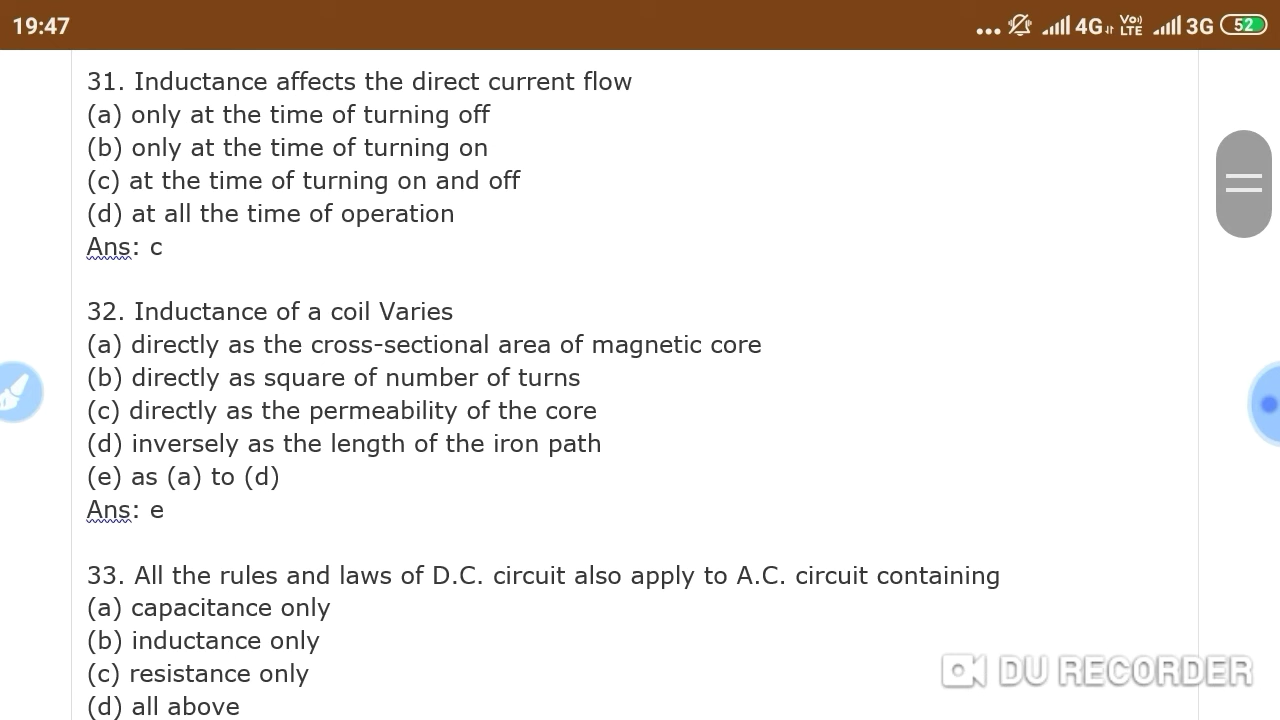 19:47
... 4G Vo) LTE 3G 52
31. Inductance affects the direct current flow
(a) only at the time of turning off
(b) only at the time of turning on
(c) at the time of turning on and off
(d) at all the time of operation
Ans: c
32. Inductance of a coil Varies
(a) directly as the cross-sectional area of magnetic core
(b) directly as square of number of turns
(c) directly as the permeability of the core
(d) inversely as the length of the iron path
(e) as (a) to (d)
Ans: e
33. All the rules and laws of D.C. circuit also apply to A.C. circuit containing
(a) capacitance only
(b) inductance only
(c) resistance only
(d) all above
DU RECORDER